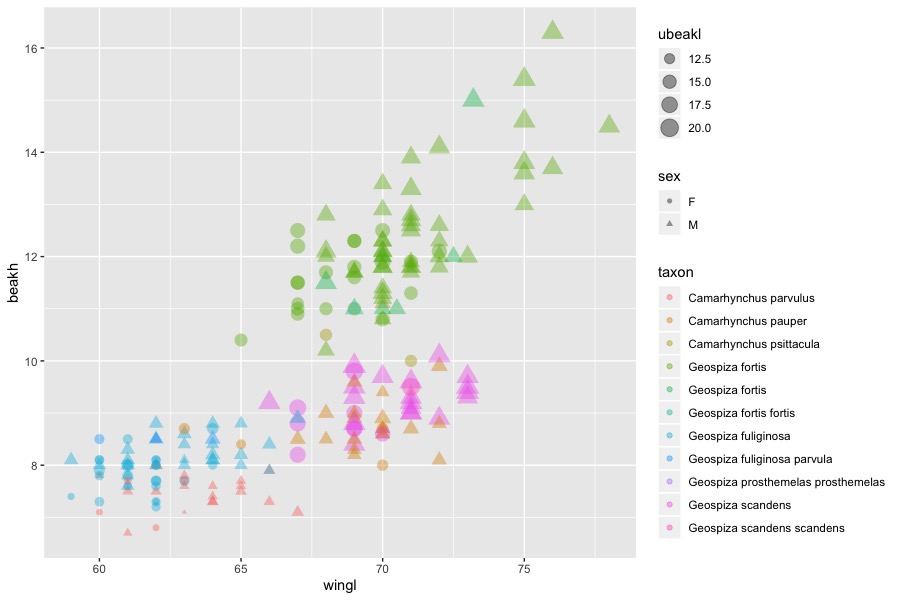 16
14
12
10
8
beakh
60
65
70
75
wingl
ubeakl
12.5
15.0
17.5
20.0
sex
F
M
taxon
Camarhynchus parvulus
Camarhynchus pauper
Camarhynchus psittacula
Geospiza fortis
Geospiza fortis
Geospiza fortis fortis
Geospiza fuliginosa
Geospiza fuliginosa parvula
Geospiza prosthemelas prosthemelas
Geospiza scandens
Geospiza scandens scandens